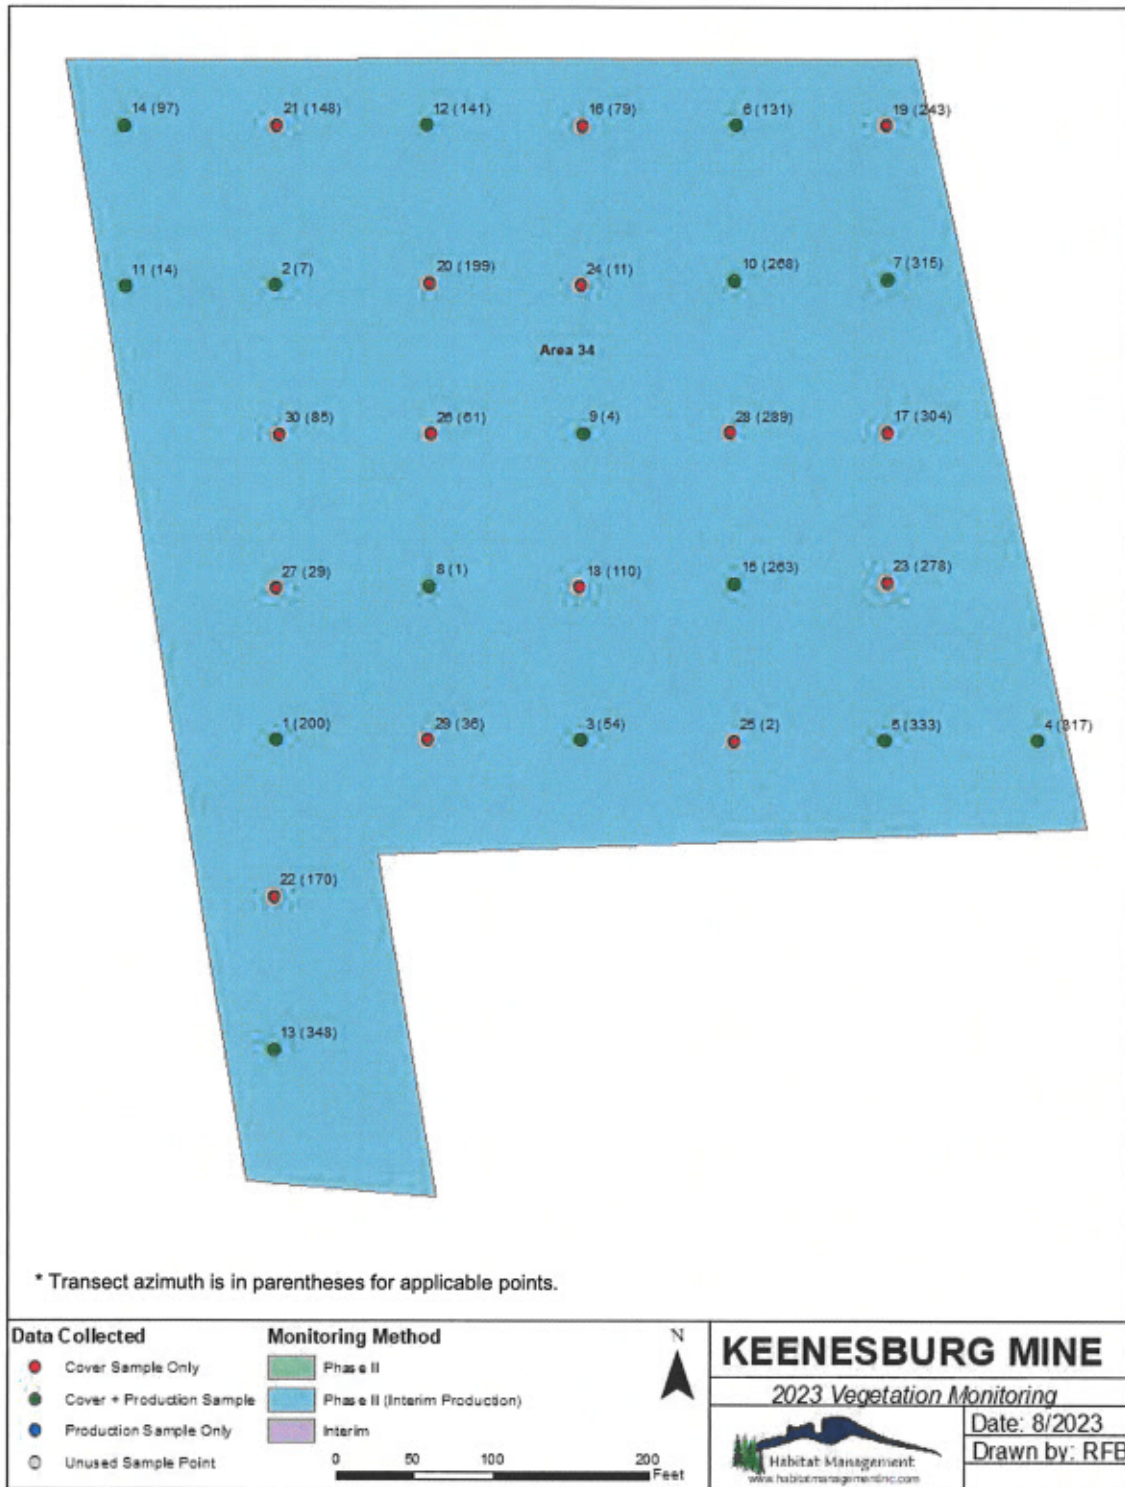 14 (97)
21 (148)
12 (141)
16 (79)
6 (131)
19 (243)
11 (14)
2 (7)
20 (199)
24 (11)
10 (268)
7 (315)
Area 34
30 (85)
26 (61)
9 (4)
28 (289)
17 (304)
27 (29)
8 (1)
18 (110)
15 (263)
23 (278)
1 (200)
29 (36)
3 (54)
25 (2)
5 (333)
4 (317)
22 (170)
13 (348)
* Transect azimuth is in parentheses for applicable points.
Data Collected
Cover Sample Only
Cover + Production Sample
Production Sample Only
Unused Sample Point
Monitoring Method
Phase II
Phase II (Interim Production)
Interim
N
0 50 100 200
Feet
KEENESBURG MINE
2023 Vegetation Monitoring
Habitat Management
www.habitatmanagementinc.com
Date: 8/2023
Drawn by: RFB